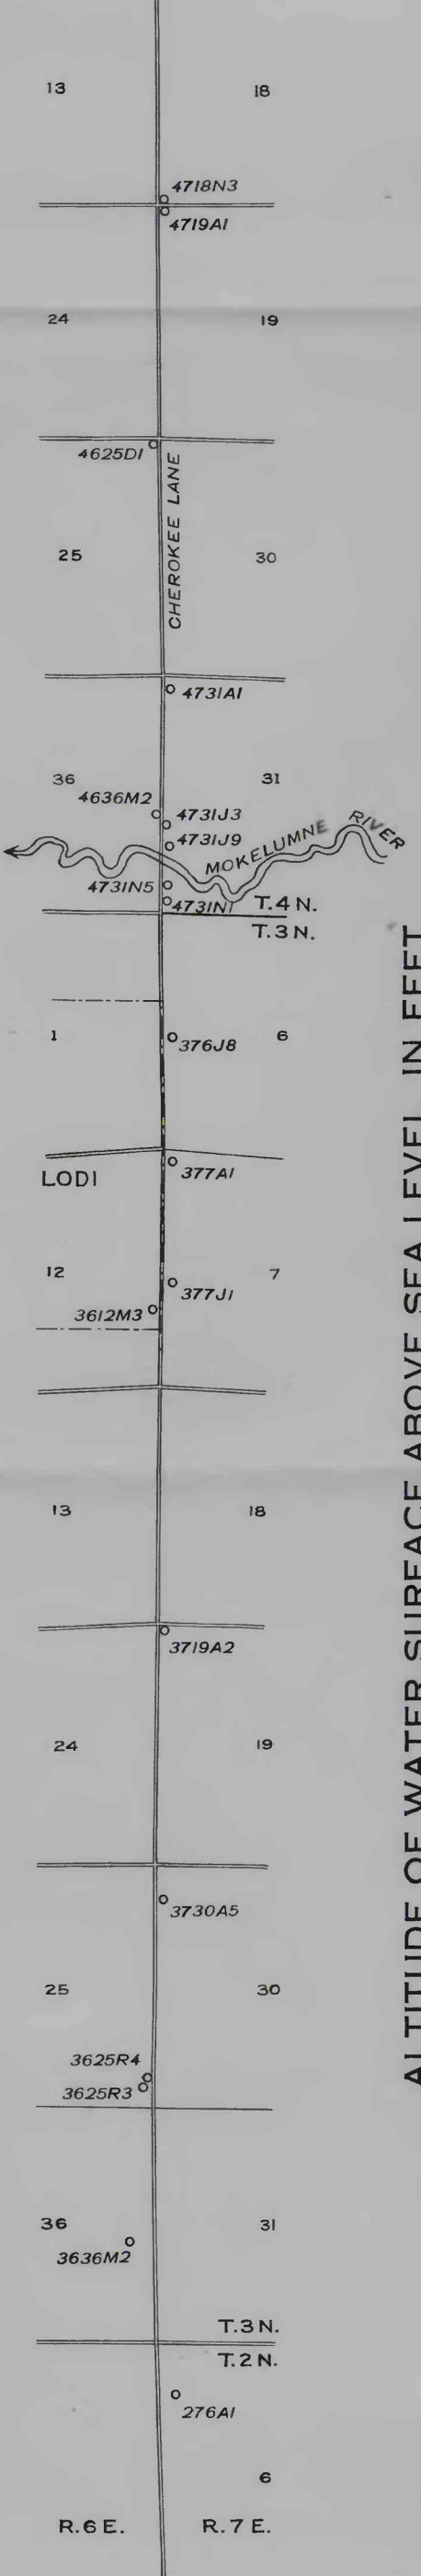 13 18
4718N3
4719A1
24 19
4625D1
CHEROKEE LANE
25 30
4731A1
36 31
4636M2
4731J3
4731J9
MOKELUMNE RIVER
4731N5
4731N1
T.4 N.
T.3 N.
1 6
376J8
377A1
LODI
12 7
377J1
3612M3
13 18
3719A2
24 19
3730A5
25 30
3625R4
3625R3
36 31
3636M2
T.3 N.
T.2 N.
276A1
6
R.6 E. R.7 E.
ALTITUDE OF WATER SURFACE ABOVE SEA LEVEL IN FEET